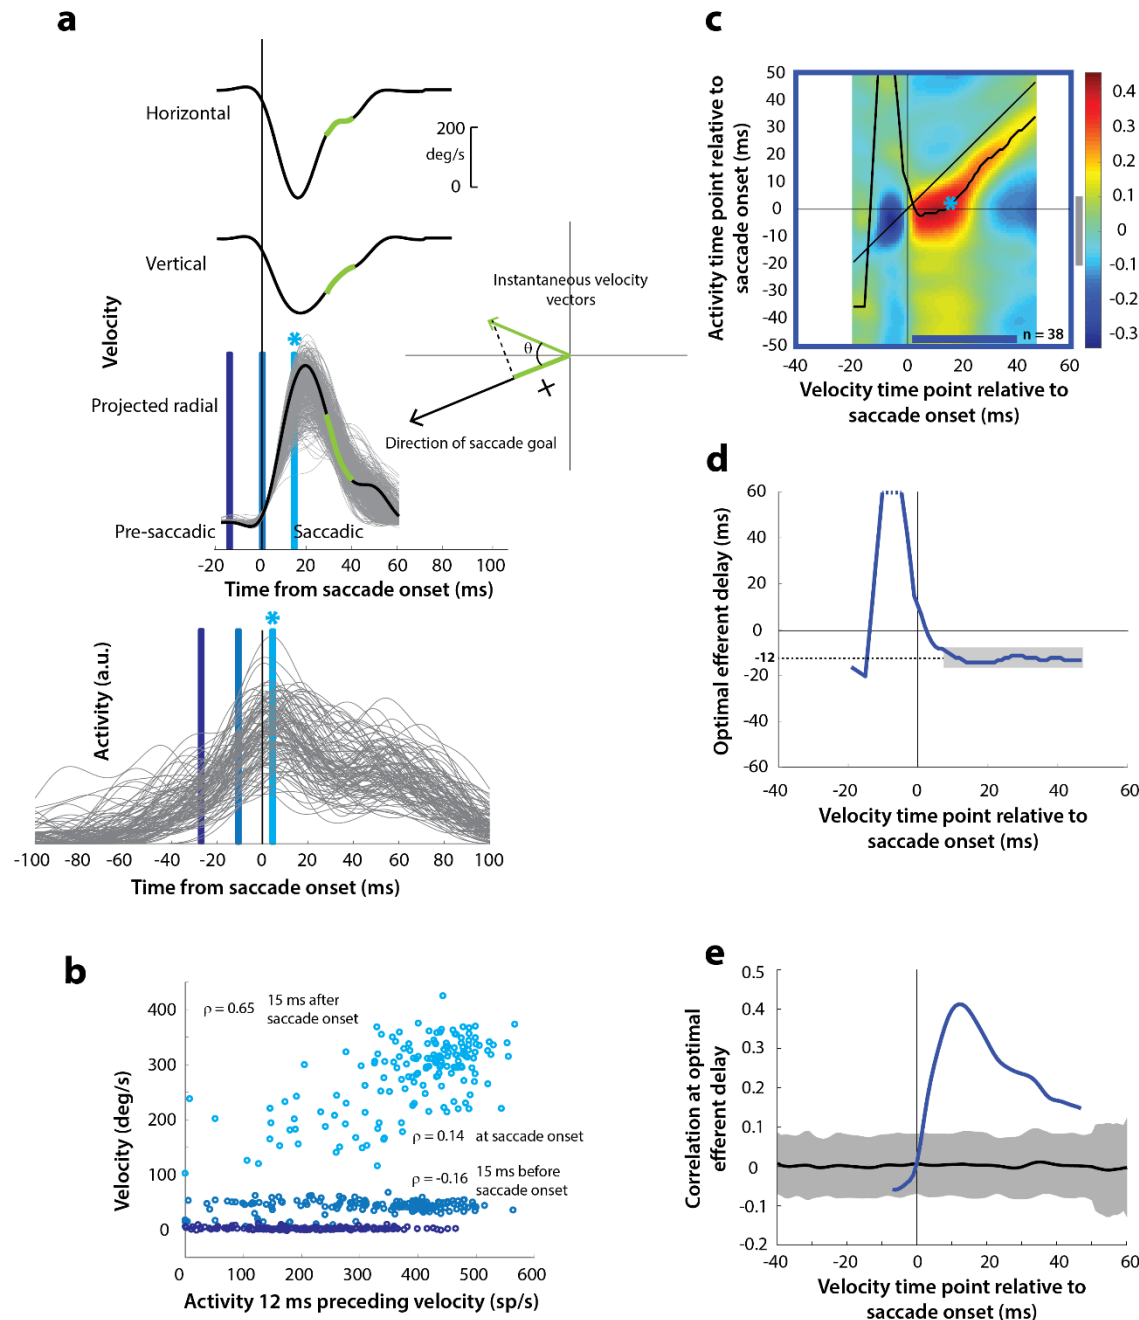 a
Horizontal
200
deg/s
0
Vertical
Velocity
Instantaneous velocity
vectors
θ
*
Projected radial
Direction of saccade goal
Pre-saccadic
Saccadic
-20 0 20 40 60 80 100
Time from saccade onset (ms)
*
Activity (a.u.)
-100 -80 -60 -40 -20 0 20 40 60 80 100
Time from saccade onset (ms)
b
ρ = 0.65
15 ms after
saccade onset
ρ = 0.14 at saccade onset
ρ = -0.16
15 ms before
saccade onset
400
300
200
100
0
Velocity (deg/s)
0 100 200 300 400 500 600
Activity 12 ms preceding velocity (sp/s)
c
Activity time point relative to
saccade onset (ms)
50
40
30
20
10
0
-10
-20
-30
-40
-50
*
n = 38
-40 -20 0 20 40 60
Velocity time point relative to
saccade onset (ms)
0.4
0.3
0.2
0.1
0
-0.1
-0.2
-0.3
d
Optimal efferent delay (ms)
60
40
20
0
-12
-20
-40
-60
-40 -20 0 20 40 60
Velocity time point relative to
saccade onset (ms)
e
Correlation at optimal
efferent delay
0.5
0.4
0.3
0.2
0.1
0
-0.1
-0.2
-40 -20 0 20 40 60
Velocity time point relative to
saccade onset (ms)